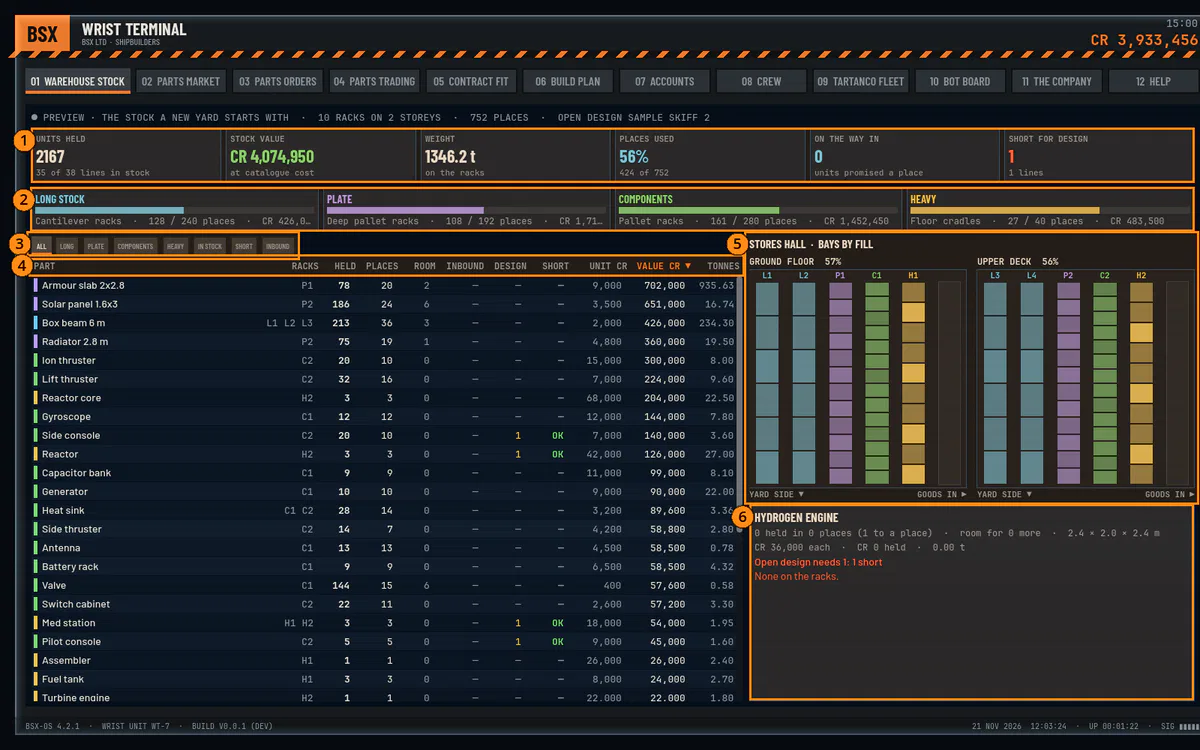 BSX
WRIST TERMINAL
BSX LTD · SHIPBUILDERS
15:00
CR 3,933,456
01 WAREHOUSE STOCK 02 PARTS MARKET 03 PARTS ORDERS 04 PARTS TRADING 05 CONTRACT FIT 06 BUILD PLAN 07 ACCOUNTS 08 CREW 09 TARTANCO FLEET 10 BOT BOARD 11 THE COMPANY 12 HELP
PREVIEW · THE STOCK A NEW YARD STARTS WITH · 10 RACKS ON 2 STOREYS · 752 PLACES · OPEN DESIGN SAMPLE SKIFF 2
1
UNITS HELD STOCK VALUE WEIGHT PLACES USED ON THE WAY IN SHORT FOR DESIGN
2167 CR 4,074,950 1346.2 t 56% 0 1
35 of 38 lines in stock at catalogue cost on the racks 424 of 752 units promised a place 1 lines
2
LONG STOCK PLATE COMPONENTS HEAVY
Cantilever racks · 128 / 240 places · CR 426,0… Deep pallet racks · 108 / 192 places · CR 1,71… Pallet racks · 161 / 280 places · CR 1,452,450 Floor cradles · 27 / 40 places · CR 483,500
3
ALL LONG PLATE COMPONENTS HEAVY IN STOCK SHORT INBOUND
4
PART RACKS HELD PLACES ROOM INBOUND DESIGN SHORT UNIT CR VALUE CR ▼ TONNES
Armour slab 2x2.8 P1 78 20 2 — — — 9,000 702,000 935.63
Solar panel 1.6x3 P2 186 24 6 — — — 3,500 651,000 16.74
Box beam 6 m L1 L2 L3 213 36 3 — — — 2,000 426,000 234.30
Radiator 2.8 m P2 75 19 1 — — — 4,800 360,000 19.50
Ion thruster C2 20 10 0 — — — 15,000 300,000 8.00
Lift thruster C2 32 16 0 — — — 7,000 224,000 9.60
Reactor core H2 3 3 0 — — — 68,000 204,000 22.50
Gyroscope C1 12 12 0 — — — 12,000 144,000 7.80
Side console C2 20 10 0 — 1 OK 7,000 140,000 3.60
Reactor H2 3 3 0 — 1 OK 42,000 126,000 27.00
Capacitor bank C1 9 9 0 — — — 11,000 99,000 8.10
Generator C1 10 10 0 — — — 9,000 90,000 22.00
Heat sink C1 C2 28 14 0 — — — 3,200 89,600 3.36
Side thruster C2 14 7 0 — — — 4,200 58,800 2.80
Antenna C1 13 13 0 — — — 4,500 58,500 0.78
Battery rack C1 9 9 0 — — — 6,500 58,500 4.32
Valve C1 144 15 6 — — — 400 57,600 0.58
Switch cabinet C2 22 11 0 — — — 2,600 57,200 3.30
Med station H1 H2 3 3 0 — 1 OK 18,000 54,000 1.95
Pilot console C2 5 5 0 — 1 OK 9,000 45,000 1.60
Assembler H1 1 1 0 — — — 26,000 26,000 2.40
Fuel tank H1 3 3 0 — — — 8,000 24,000 2.70
Turbine engine H2 1 1 0 — — — 22,000 22,000 1.80
5
STORES HALL · BAYS BY FILL
GROUND FLOOR 57% UPPER DECK 56%
L1 L2 P1 C1 H1 L3 L4 P2 C2 H2
YARD SIDE ▼ GOODS IN ▶ YARD SIDE ▼ GOODS IN ▶
6
HYDROGEN ENGINE
0 held in 0 places (1 to a place) · room for 0 more · 2.4 × 2.0 × 2.4 m
CR 36,000 each · CR 0 held · 0.00 t
Open design needs 1: 1 short
None on the racks.
BSX-OS 4.2.1 · WRIST UNIT WT-7 · BUILD V0.0.1 (DEV)
21 NOV 2026 12:03:24 · UP 00:01:22 · SIG